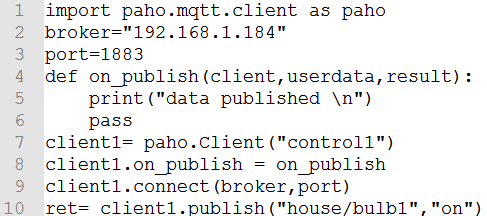 1 import paho.mqtt.client as paho
2 broker="192.168.1.184"
3 port=1883
4 def on_publish(client,userdata,result):
5     print("data published \n")
6     pass
7 client1= paho.Client("control1")
8 client1.on_publish = on_publish
9 client1.connect(broker,port)
10 ret= client1.publish("house/bulb1","on")